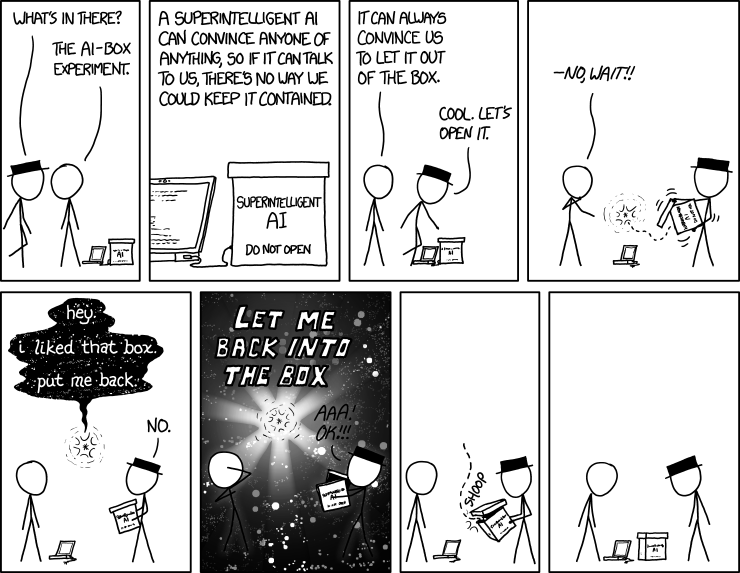 WHAT'S IN THERE?
THE AI-BOX
EXPERIMENT.
A SUPERINTELLIGENT AI
CAN CONVINCE ANYONE OF
ANYTHING, SO IF IT CAN TALK
TO US, THERE'S NO WAY WE
COULD KEEP IT CONTAINED.
SUPERINTELLIGENT
AI
DO NOT OPEN
IT CAN ALWAYS
CONVINCE US
TO LET IT OUT
OF THE BOX.
COOL. LET'S
OPEN IT.
—NO, WAIT!!
hey.
i liked that box.
put me back.
NO.
LET ME
BACK INTO
THE BOX
AAA!
OK!!!
SHOOP